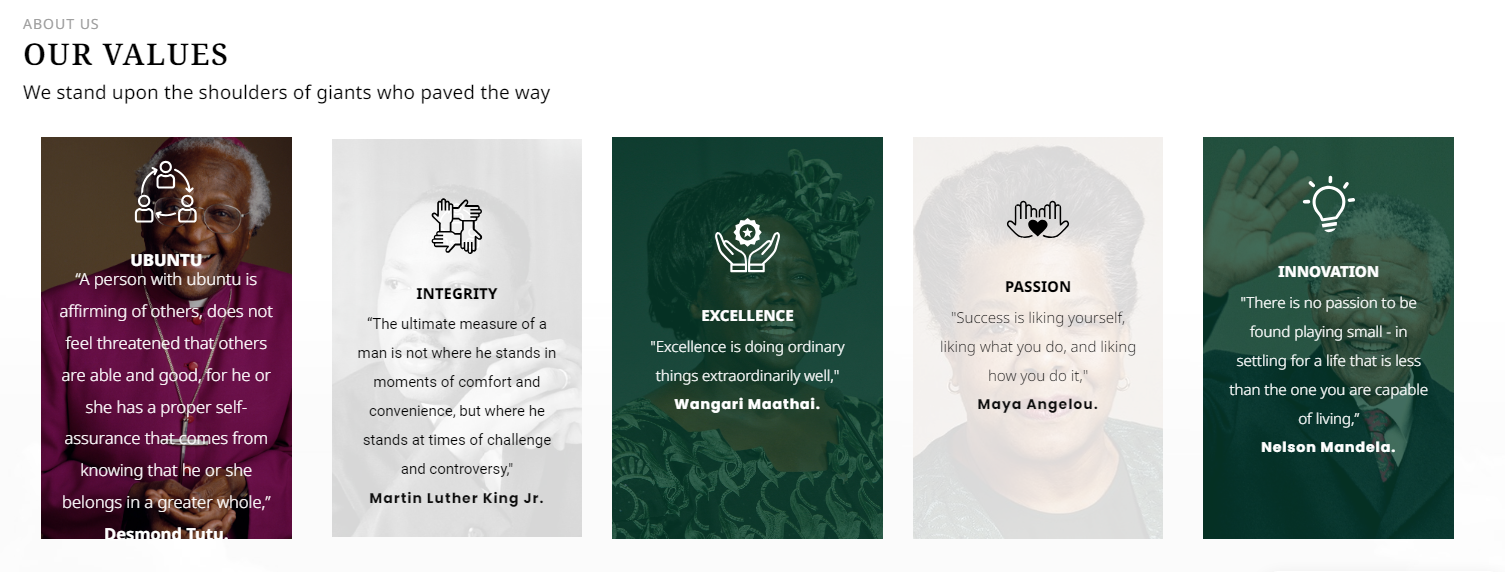 ABOUT US
OUR VALUES
We stand upon the shoulders of giants who paved the way
UBUNTU
“A person with ubuntu is
affirming of others, does not
feel threatened that others
are able and good, for he or
she has a proper self-
assurance that comes from
knowing that he or she
belongs in a greater whole,”
Desmond Tutu.
INTEGRITY
“The ultimate measure of a
man is not where he stands in
moments of comfort and
convenience, but where he
stands at times of challenge
and controversy,"
Martin Luther King Jr.
EXCELLENCE
"Excellence is doing ordinary
things extraordinarily well,"
Wangari Maathai.
PASSION
"Success is liking yourself,
liking what you do, and liking
how you do it,"
Maya Angelou.
INNOVATION
"There is no passion to be
found playing small - in
settling for a life that is less
than the one you are capable
of living,”
Nelson Mandela.